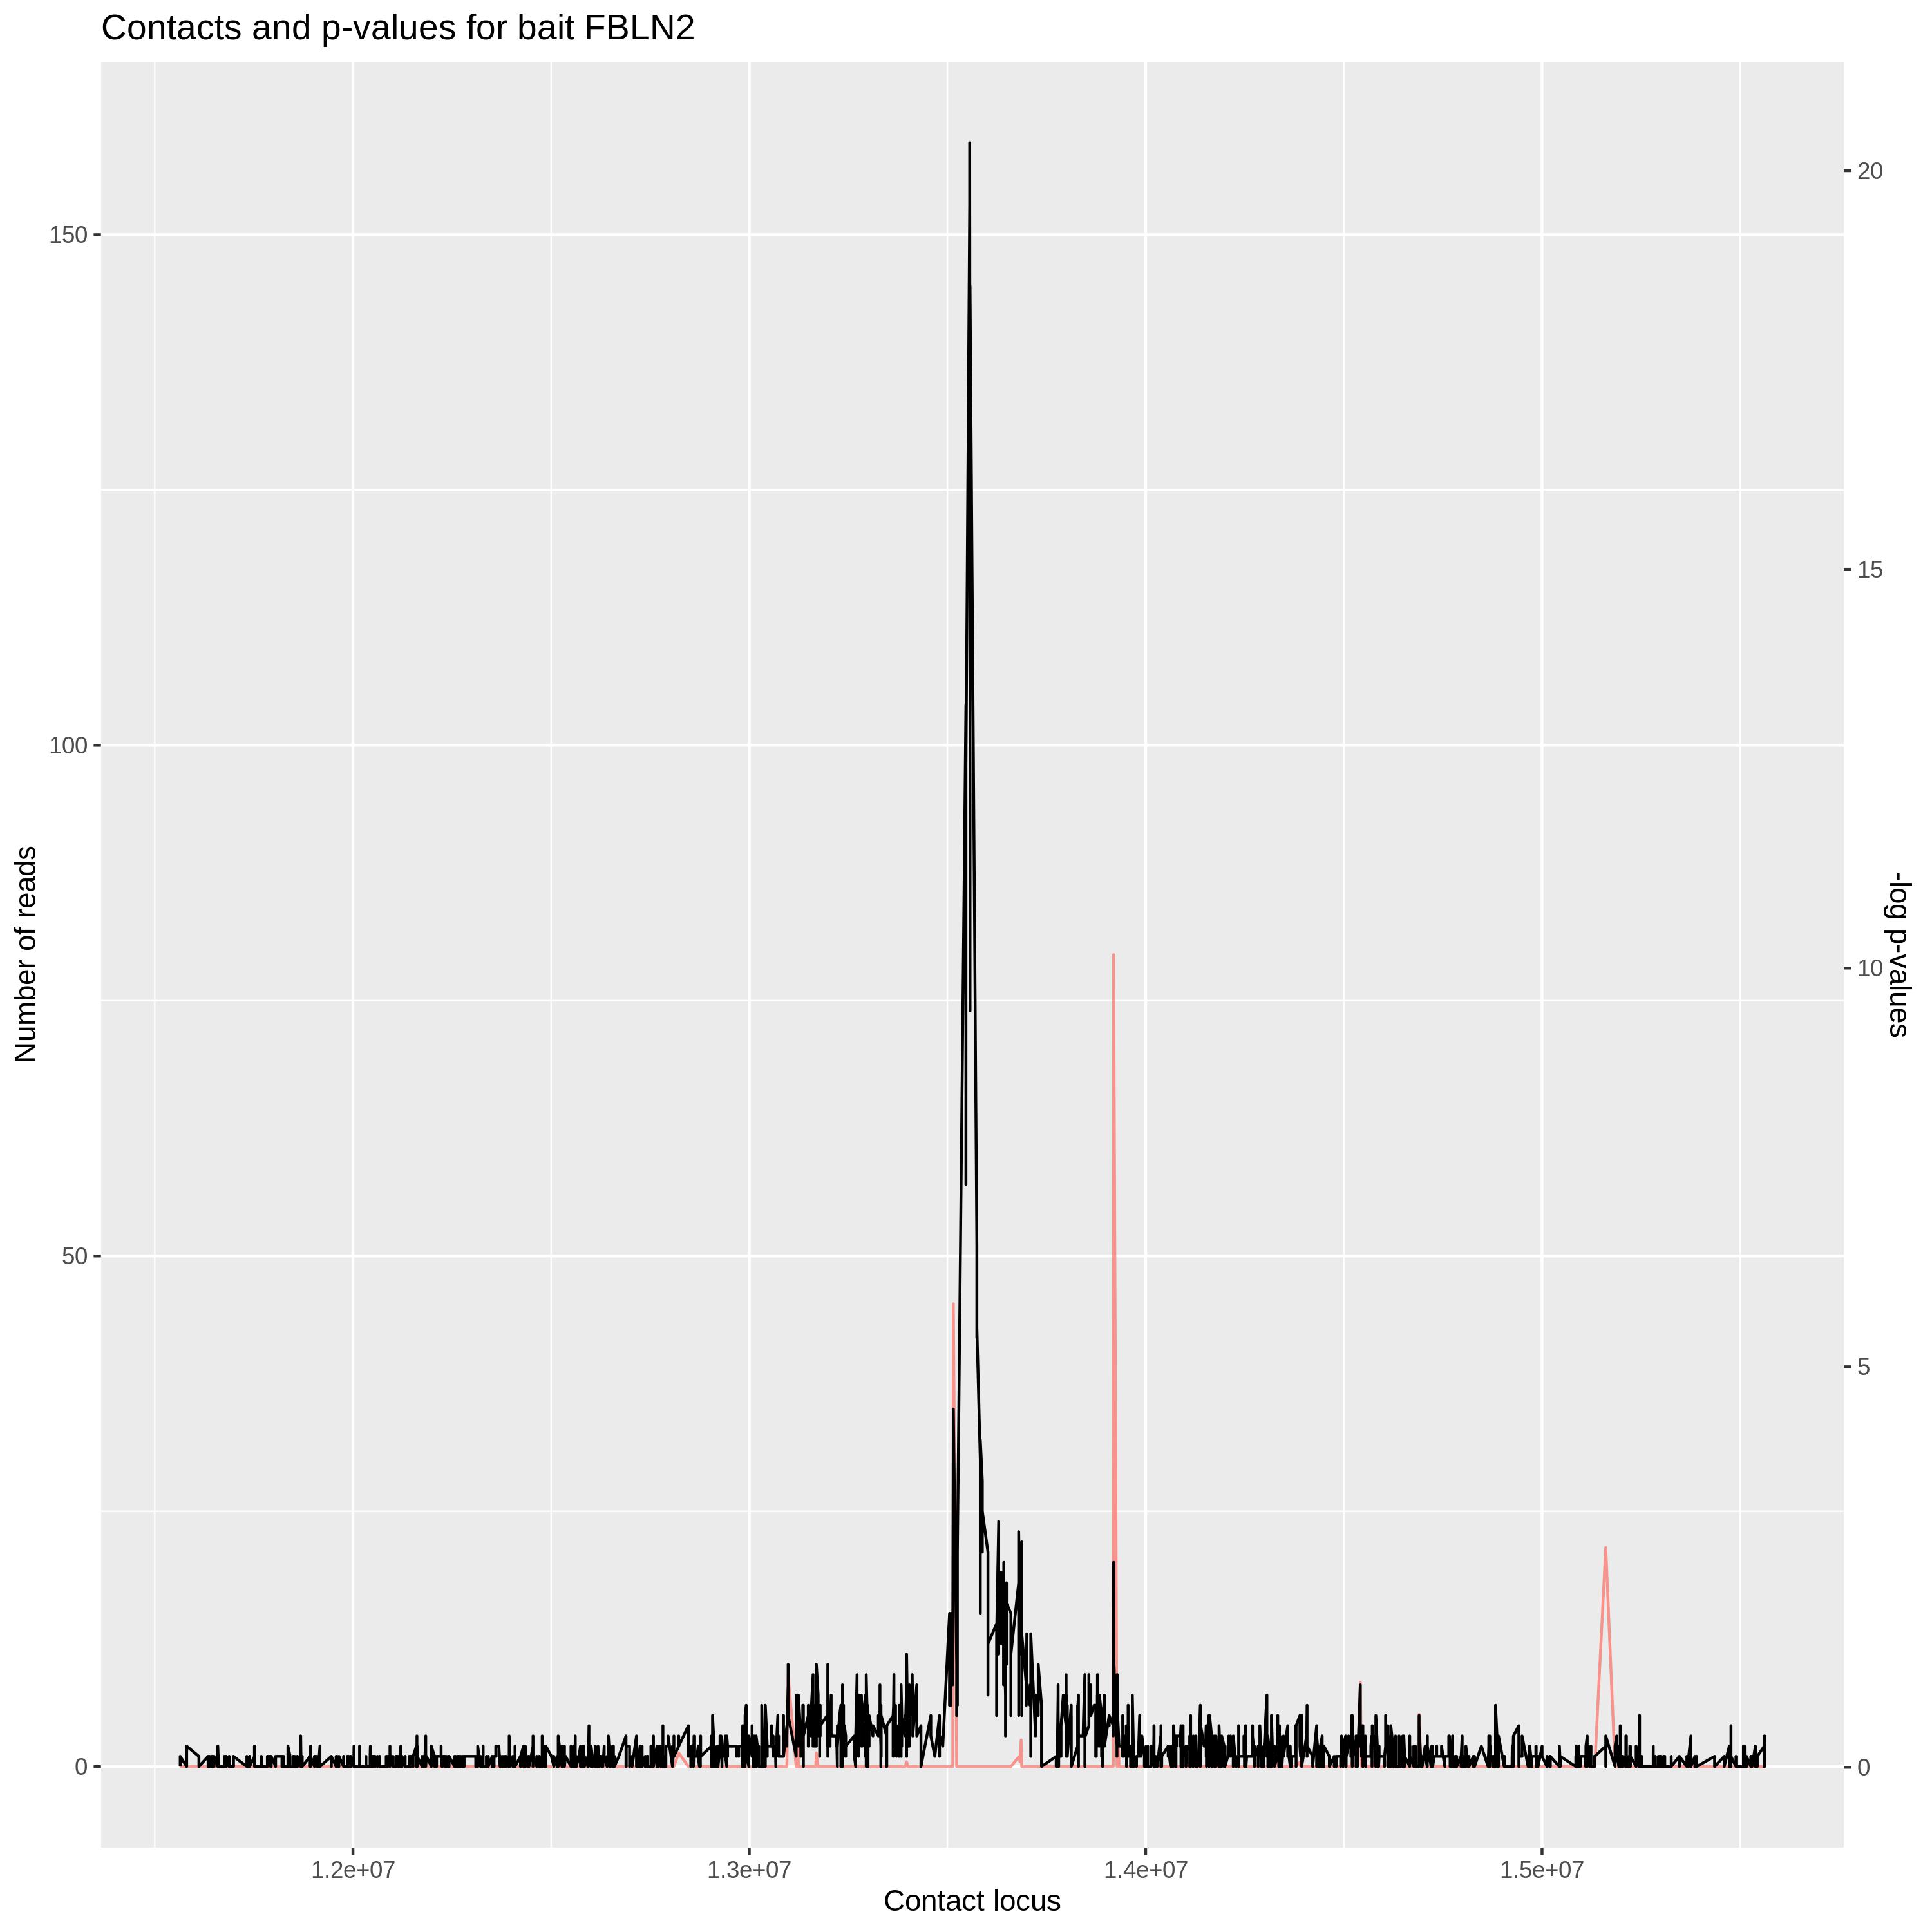 Contacts and p-values for bait FBLN2
150
100
50
0
Number of reads
20
15
10
5
0
-log p-values
1.2e+07
1.3e+07
1.4e+07
1.5e+07
Contact locus